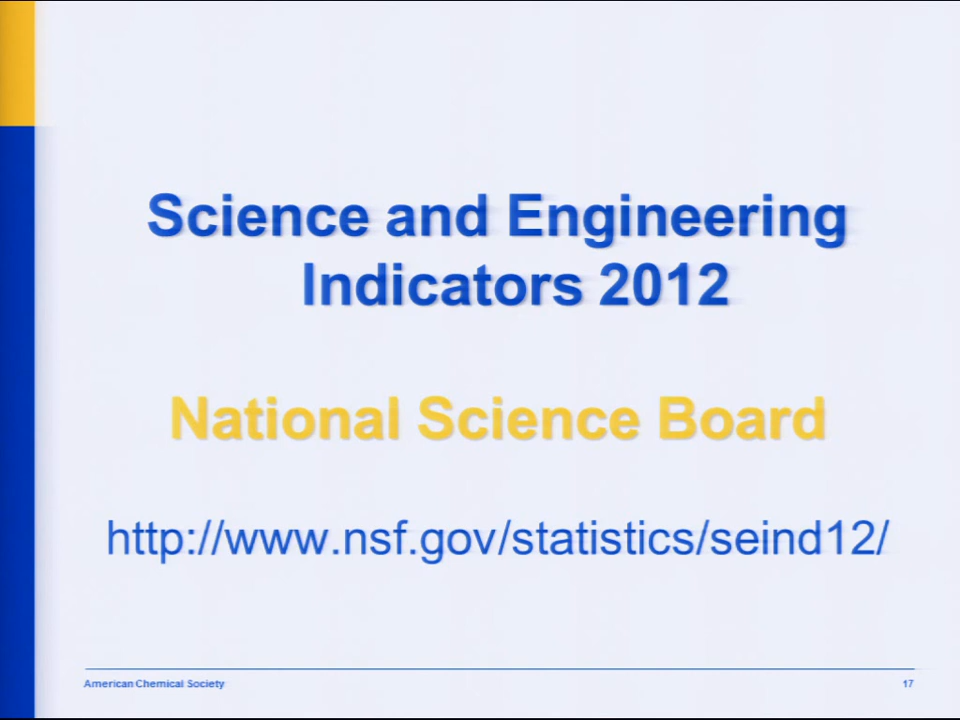 Science and Engineering
Indicators 2012
National Science Board
http://www.nsf.gov/statistics/seind12/
American Chemical Society
17